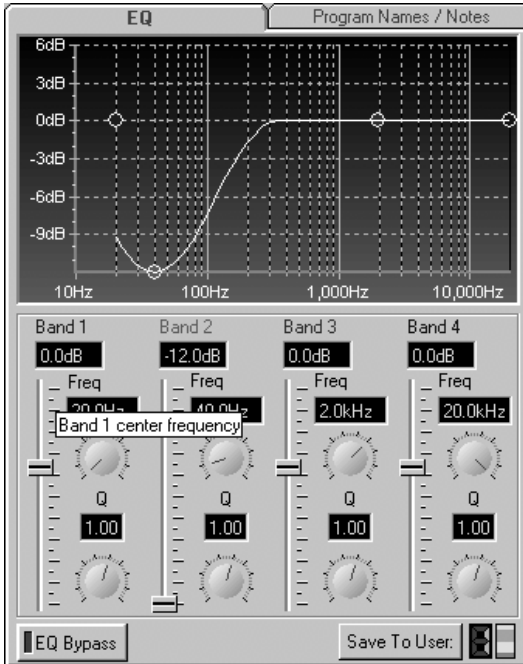 EQ
Program Names / Notes
6dB
3dB
0dB
-3dB
-6dB
-9dB
10Hz 100Hz 1,000Hz 10,000Hz
Band 1 Band 2 Band 3 Band 4
0.0dB -12.0dB 0.0dB 0.0dB
Freq Freq Freq Freq
20.0Hz 40.0Hz 2.0kHz 20.0kHz
Band 1 center frequency
Q Q Q Q
1.00 1.00 1.00 1.00
EQ Bypass
Save To User: